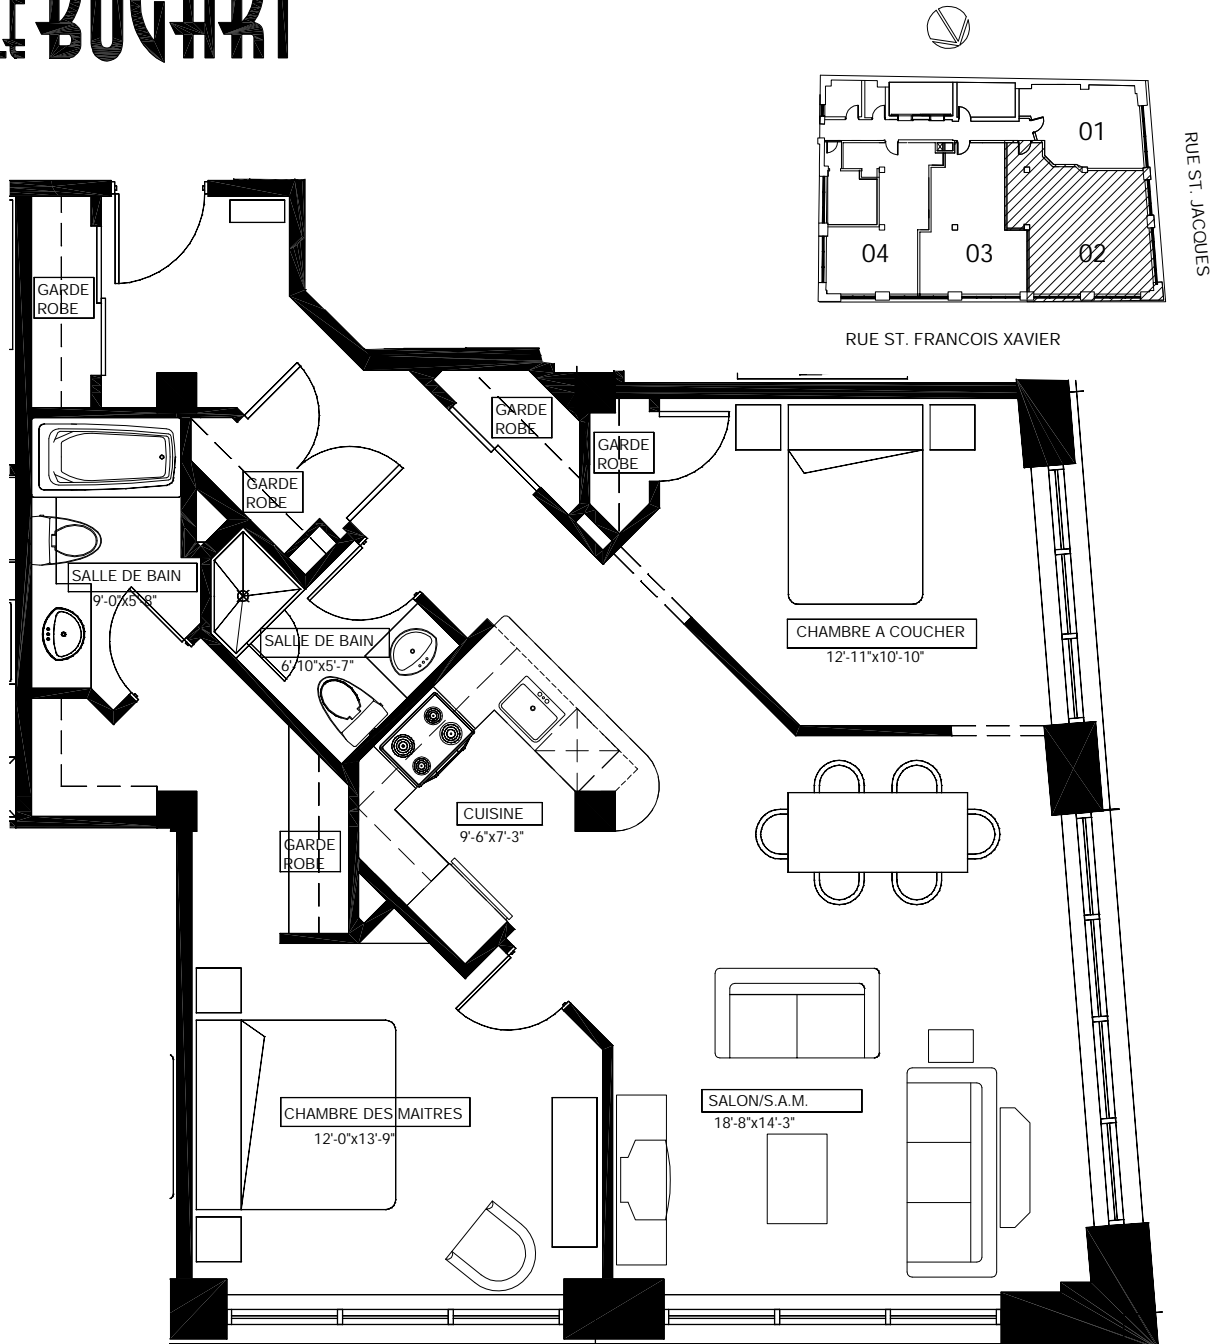 01
02
03
04
RUE ST. JACQUES
RUE ST. FRANCOIS XAVIER
GARDE
ROBE
GARDE
ROBE
GARDE
ROBE
GARDE
ROBE
SALLE DE BAIN
9'-0"x5'-8"
SALLE DE BAIN
6'-10"x5'-7"
CHAMBRE A COUCHER
12'-11"x10'-10"
CUISINE
9'-6"x7'-3"
GARDE
ROBE
CHAMBRE DES MAITRES
12'-0"x13'-9"
SALON/S.A.M.
18'-8"x14'-3"